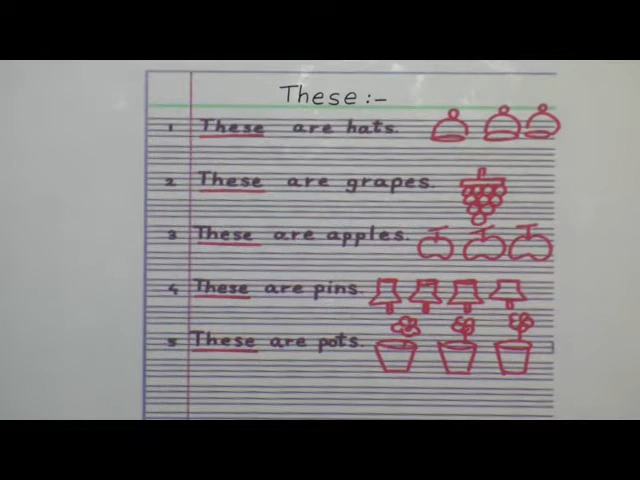 These :-
1 These are hats.
2 These are grapes.
3 These are apples.
4 These are pins.
5 These are pots.